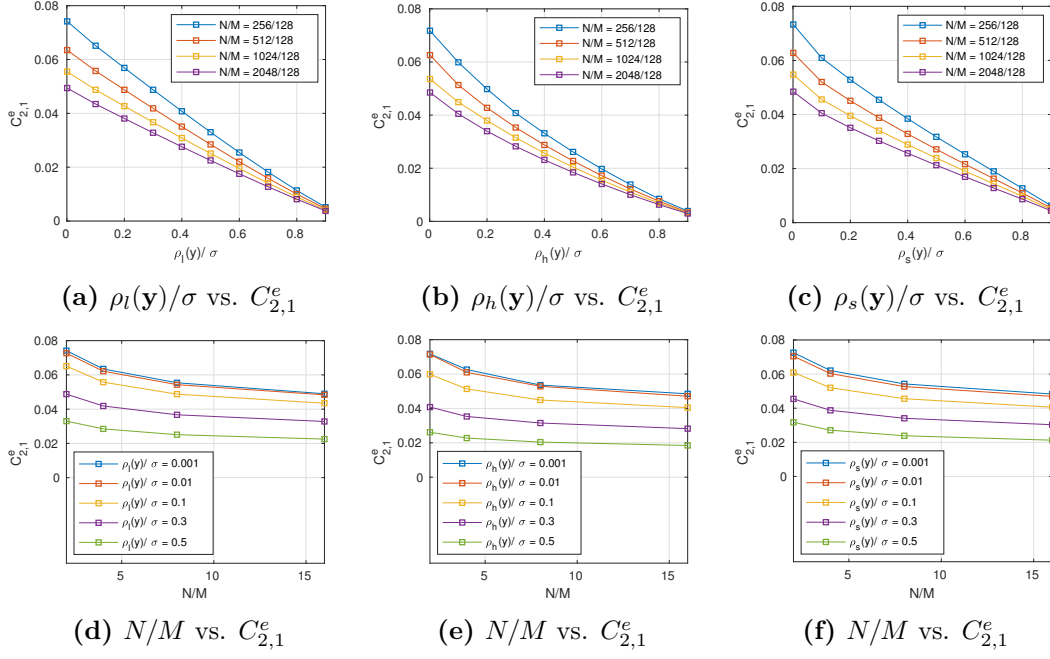 0.08
0.06
0.04
0.02
0
C^e_{2,1}
N/M = 256/128
N/M = 512/128
N/M = 1024/128
N/M = 2048/128
0 0.2 0.4 0.6 0.8
ρ_l(y)/ σ
(a) ρ_l(y)/σ vs. C^e_{2,1}
0.08
0.06
0.04
0.02
0
C^e_{2,1}
N/M = 256/128
N/M = 512/128
N/M = 1024/128
N/M = 2048/128
0 0.2 0.4 0.6 0.8
ρ_h(y)/ σ
(b) ρ_h(y)/σ vs. C^e_{2,1}
0.08
0.06
0.04
0.02
0
C^e_{2,1}
N/M = 256/128
N/M = 512/128
N/M = 1024/128
N/M = 2048/128
0 0.2 0.4 0.6 0.8
ρ_s(y)/ σ
(c) ρ_s(y)/σ vs. C^e_{2,1}
0.08
0.06
0.04
0.02
0
C^e_{2,1}
ρ_l(y)/ σ = 0.001
ρ_l(y)/ σ = 0.01
ρ_l(y)/ σ = 0.1
ρ_l(y)/ σ = 0.3
ρ_l(y)/ σ = 0.5
5 10 15
N/M
(d) N/M vs. C^e_{2,1}
0.08
0.06
0.04
0.02
0
C^e_{2,1}
ρ_h(y)/ σ = 0.001
ρ_h(y)/ σ = 0.01
ρ_h(y)/ σ = 0.1
ρ_h(y)/ σ = 0.3
ρ_h(y)/ σ = 0.5
5 10 15
N/M
(e) N/M vs. C^e_{2,1}
0.08
0.06
0.04
0.02
0
C^e_{2,1}
ρ_s(y)/ σ = 0.001
ρ_s(y)/ σ = 0.01
ρ_s(y)/ σ = 0.1
ρ_s(y)/ σ = 0.3
ρ_s(y)/ σ = 0.5
5 10 15
N/M
(f) N/M vs. C^e_{2,1}